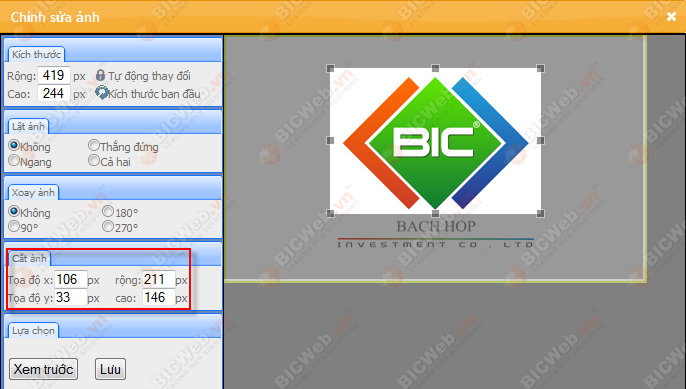 Chỉnh sửa ảnh
Kích thước
Rộng: 419 px Tự động thay đổi
Cao: 244 px Kích thước ban đầu
Lật ảnh
Không Thẳng đứng
Ngang Cả hai
Xoay ảnh
Không 180°
90° 270°
Cắt ảnh
Tọa độ x: 106 px rộng: 211 px
Tọa độ y: 33 px cao: 146 px
Lựa chọn
Xem trước Lưu
BIC®
BACH HOP
INVESTMENT CO . LTD
BICWeb.vn™